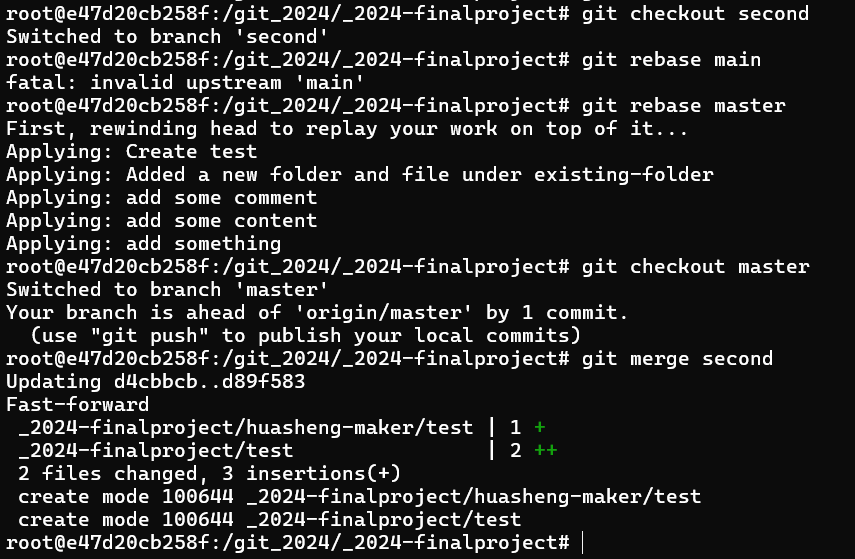 root@e47d20cb258f:/git_2024/_2024-finalproject# git checkout second
Switched to branch 'second'
root@e47d20cb258f:/git_2024/_2024-finalproject# git rebase main
fatal: invalid upstream 'main'
root@e47d20cb258f:/git_2024/_2024-finalproject# git rebase master
First, rewinding head to replay your work on top of it...
Applying: Create test
Applying: Added a new folder and file under existing-folder
Applying: add some comment
Applying: add some content
Applying: add something
root@e47d20cb258f:/git_2024/_2024-finalproject# git checkout master
Switched to branch 'master'
Your branch is ahead of 'origin/master' by 1 commit.
  (use "git push" to publish your local commits)
root@e47d20cb258f:/git_2024/_2024-finalproject# git merge second
Updating d4cbbcb..d89f583
Fast-forward
 _2024-finalproject/huasheng-maker/test | 1 +
 _2024-finalproject/test                | 2 ++
 2 files changed, 3 insertions(+)
 create mode 100644 _2024-finalproject/huasheng-maker/test
 create mode 100644 _2024-finalproject/test
root@e47d20cb258f:/git_2024/_2024-finalproject#